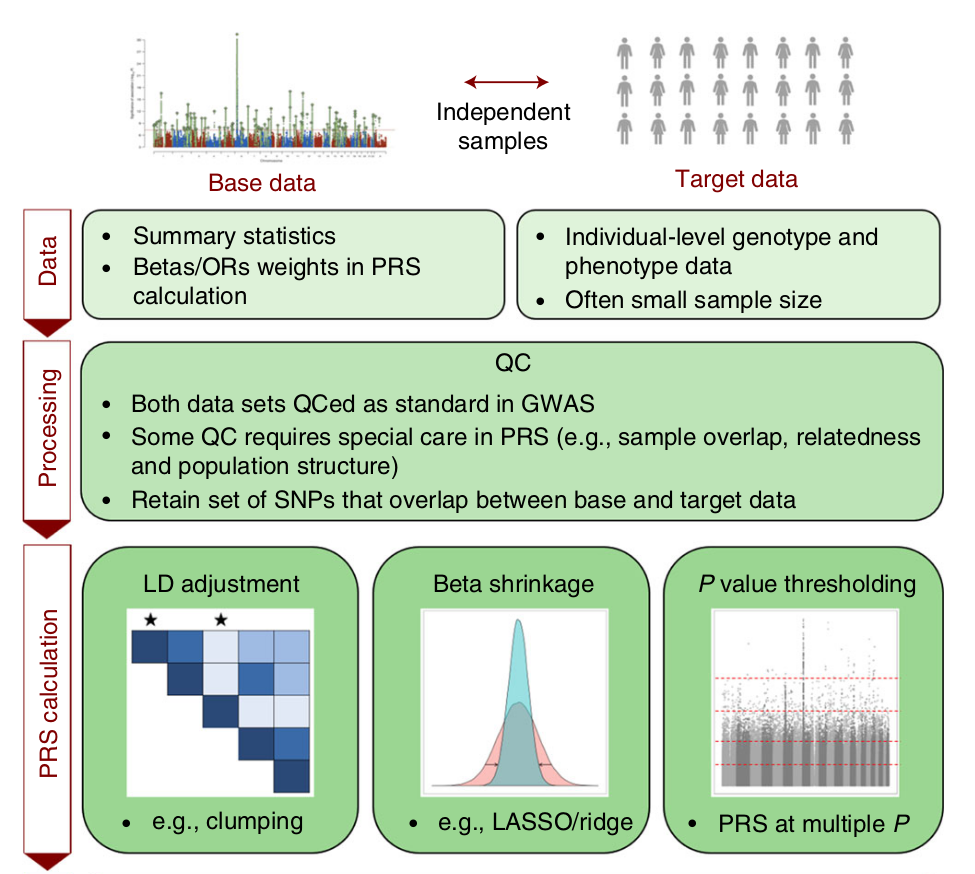 Independent
samples
Base data
Target data
Data
• Summary statistics
• Betas/ORs weights in PRS
calculation
• Individual-level genotype and
phenotype data
• Often small sample size
Processing
QC
• Both data sets QCed as standard in GWAS
• Some QC requires special care in PRS (e.g., sample overlap, relatedness
and population structure)
• Retain set of SNPs that overlap between base and target data
PRS calculation
LD adjustment
• e.g., clumping
Beta shrinkage
• e.g., LASSO/ridge
P value thresholding
• PRS at multiple P